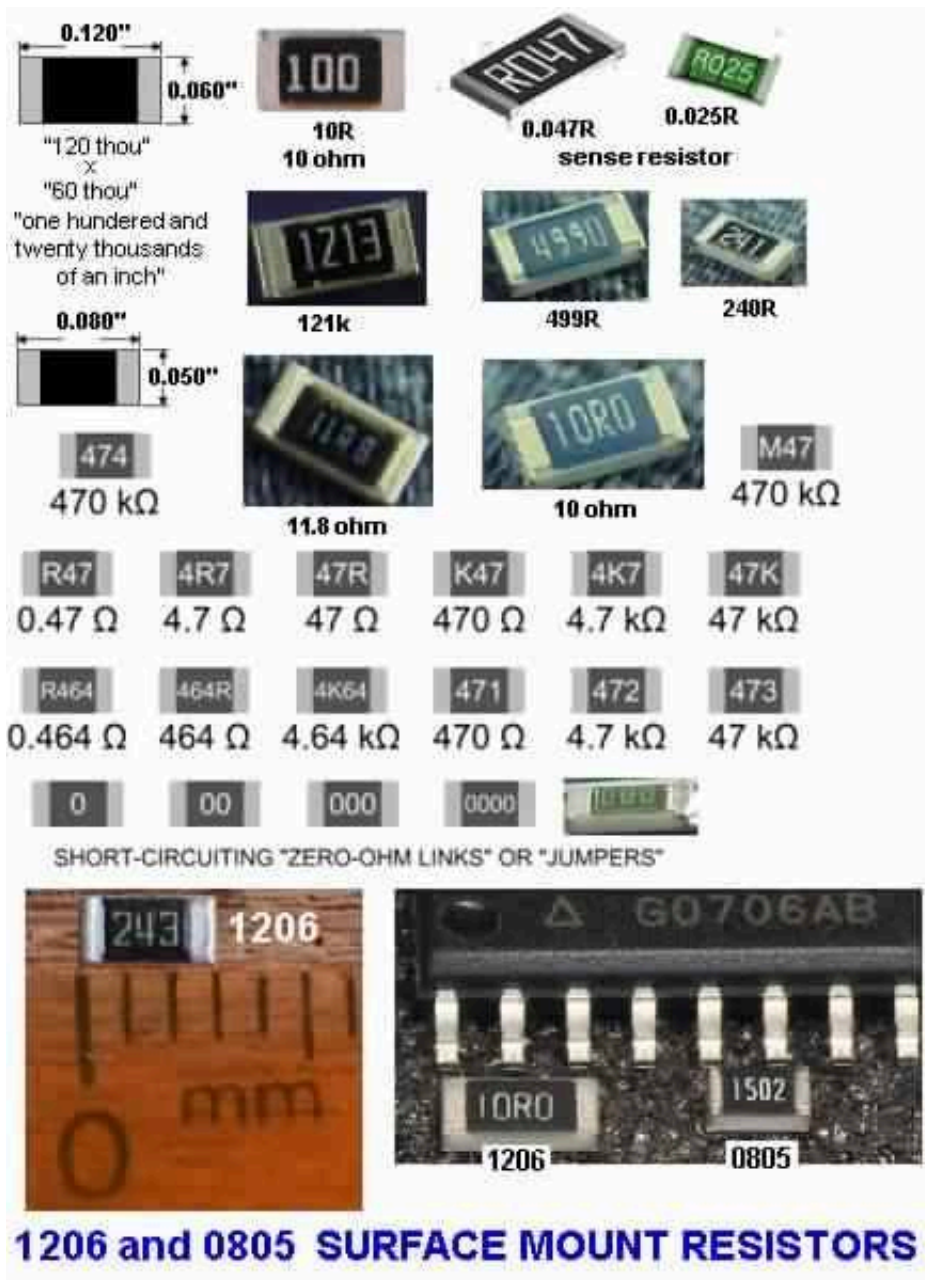 0.120"
0.060"
"120 thou"
x
"60 thou"
"one hundered and
twenty thousands
of an inch"
100
10R
10 ohm
R047
0.047R
R025
0.025R
sense resistor
1213
121k
4990
499R
241
240R
0.080"
0.050"
474
470 kΩ
11R8
11.8 ohm
10R0
10 ohm
M47
470 kΩ
R47 4R7 47R K47 4K7 47K
0.47 Ω 4.7 Ω 47 Ω 470 Ω 4.7 kΩ 47 kΩ
R464 464R 4K64 471 472 473
0.464 Ω 464 Ω 4.64 kΩ 470 Ω 4.7 kΩ 47 kΩ
0 00 000 0000 000
SHORT-CIRCUITING "ZERO-OHM LINKS" OR "JUMPERS"
243 1206
mm
0
G0706AB
10R0 1502
1206 0805
1206 and 0805 SURFACE MOUNT RESISTORS